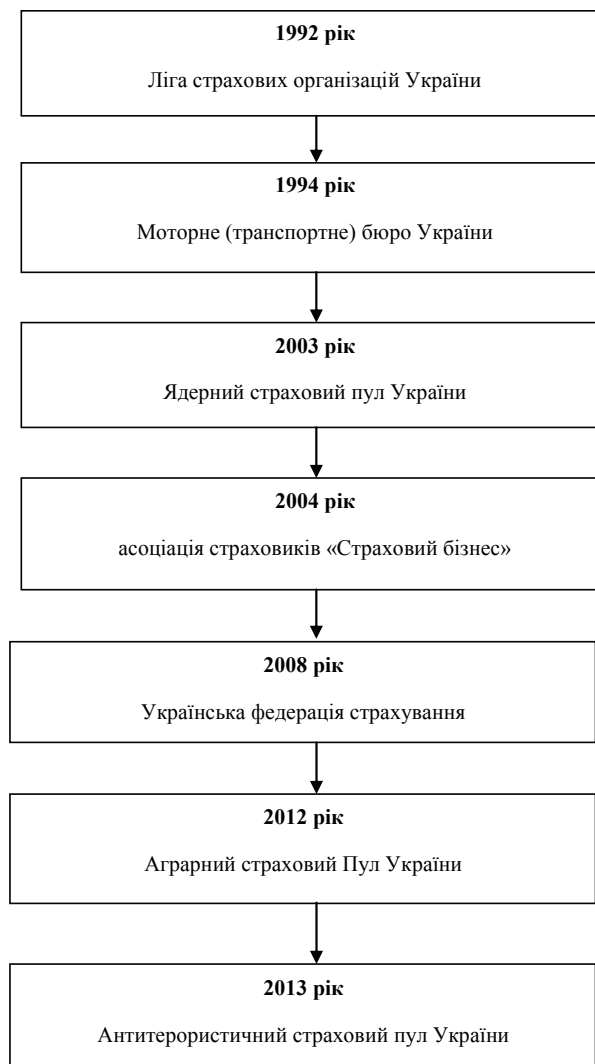 1992 рік
Ліга страхових організацій України
1994 рік
Моторне (транспортне) бюро України
2003 рік
Ядерний страховий пул України
2004 рік
асоціація страховиків «Страховий бізнес»
2008 рік
Українська федерація страхування
2012 рік
Аграрний страховий Пул України
2013 рік
Антитерористичний страховий пул України